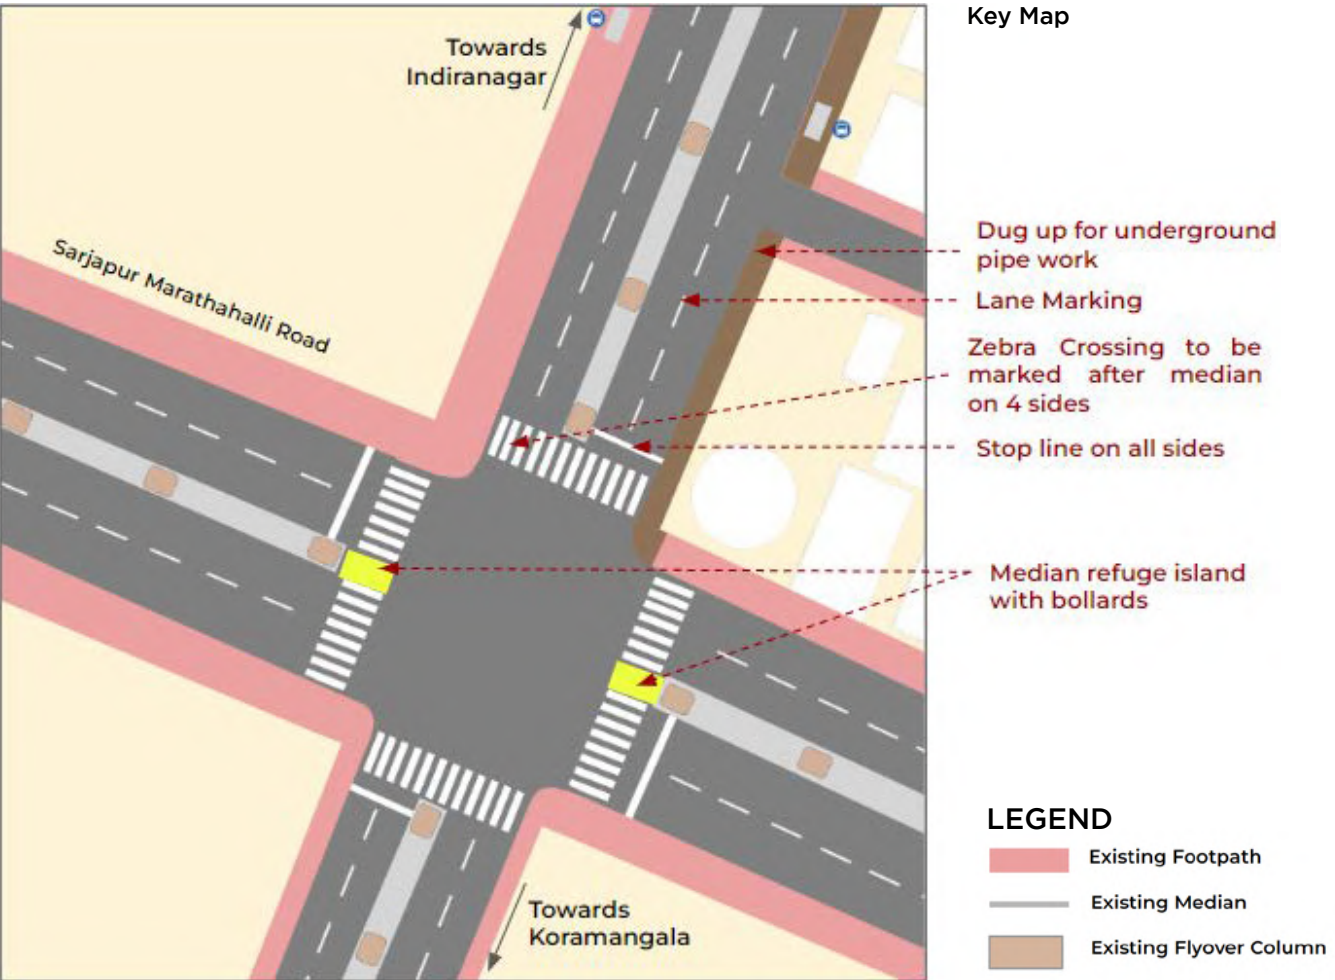 Key Map
Towards
Indiranagar
Sarjapur Marathahalli Road
Dug up for underground
pipe work
Lane Marking
Zebra Crossing to be
marked after median
on 4 sides
Stop line on all sides
Median refuge island
with bollards
Towards
Koramangala
LEGEND
Existing Footpath
Existing Median
Existing Flyover Column